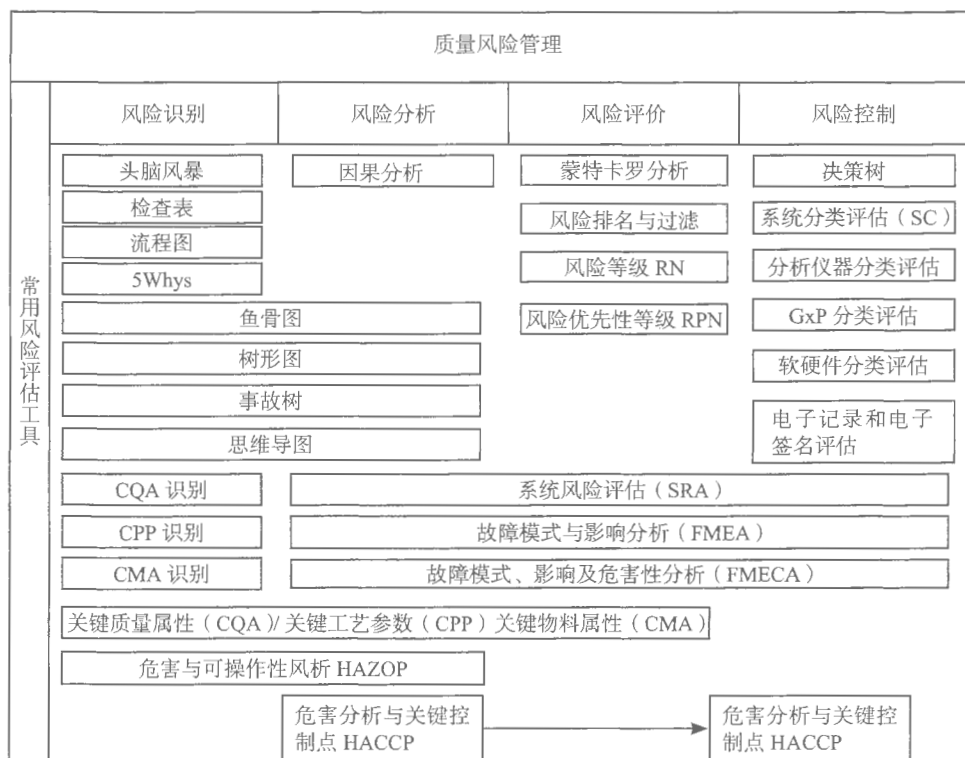 质量风险管理
常用风险评估工具
风险识别
风险分析
风险评价
风险控制
头脑风暴
因果分析
蒙特卡罗分析
决策树
检查表
风险排名与过滤
系统分类评估(SC)
流程图
风险等级 RN
分析仪器分类评估
5Whys
鱼骨图
风险优先性等级 RPN
GxP 分类评估
树形图
软硬件分类评估
事故树
电子记录和电子
签名评估
思维导图
CQA 识别
系统风险评估(SRA)
CPP 识别
故障模式与影响分析(FMEA)
CMA 识别
故障模式、影响及危害性分析(FMECA)
关键质量属性(CQA)/ 关键工艺参数(CPP)关键物料属性(CMA)
危害与可操作性风析 HAZOP
危害分析与关键控
制点 HACCP
危害分析与关键控
制点 HACCP